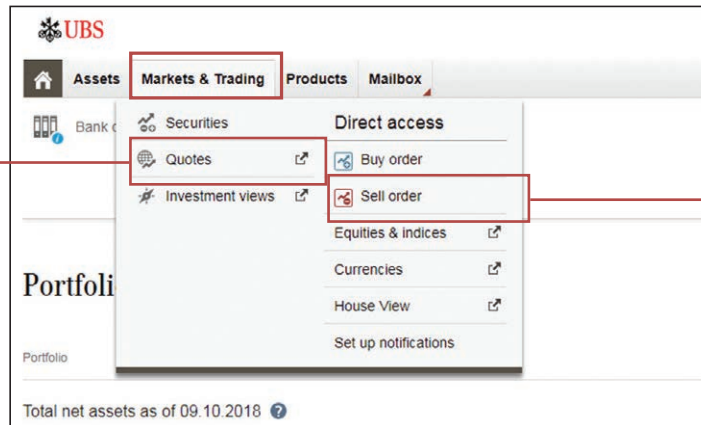 UBS
Assets Markets & Trading Products Mailbox
Bank
Securities
Quotes
Investment views
Direct access
Buy order
Sell order
Equities & indices
Currencies
House View
Set up notifications
Portfoli
Portfolio
Total net assets as of 09.10.2018 ?